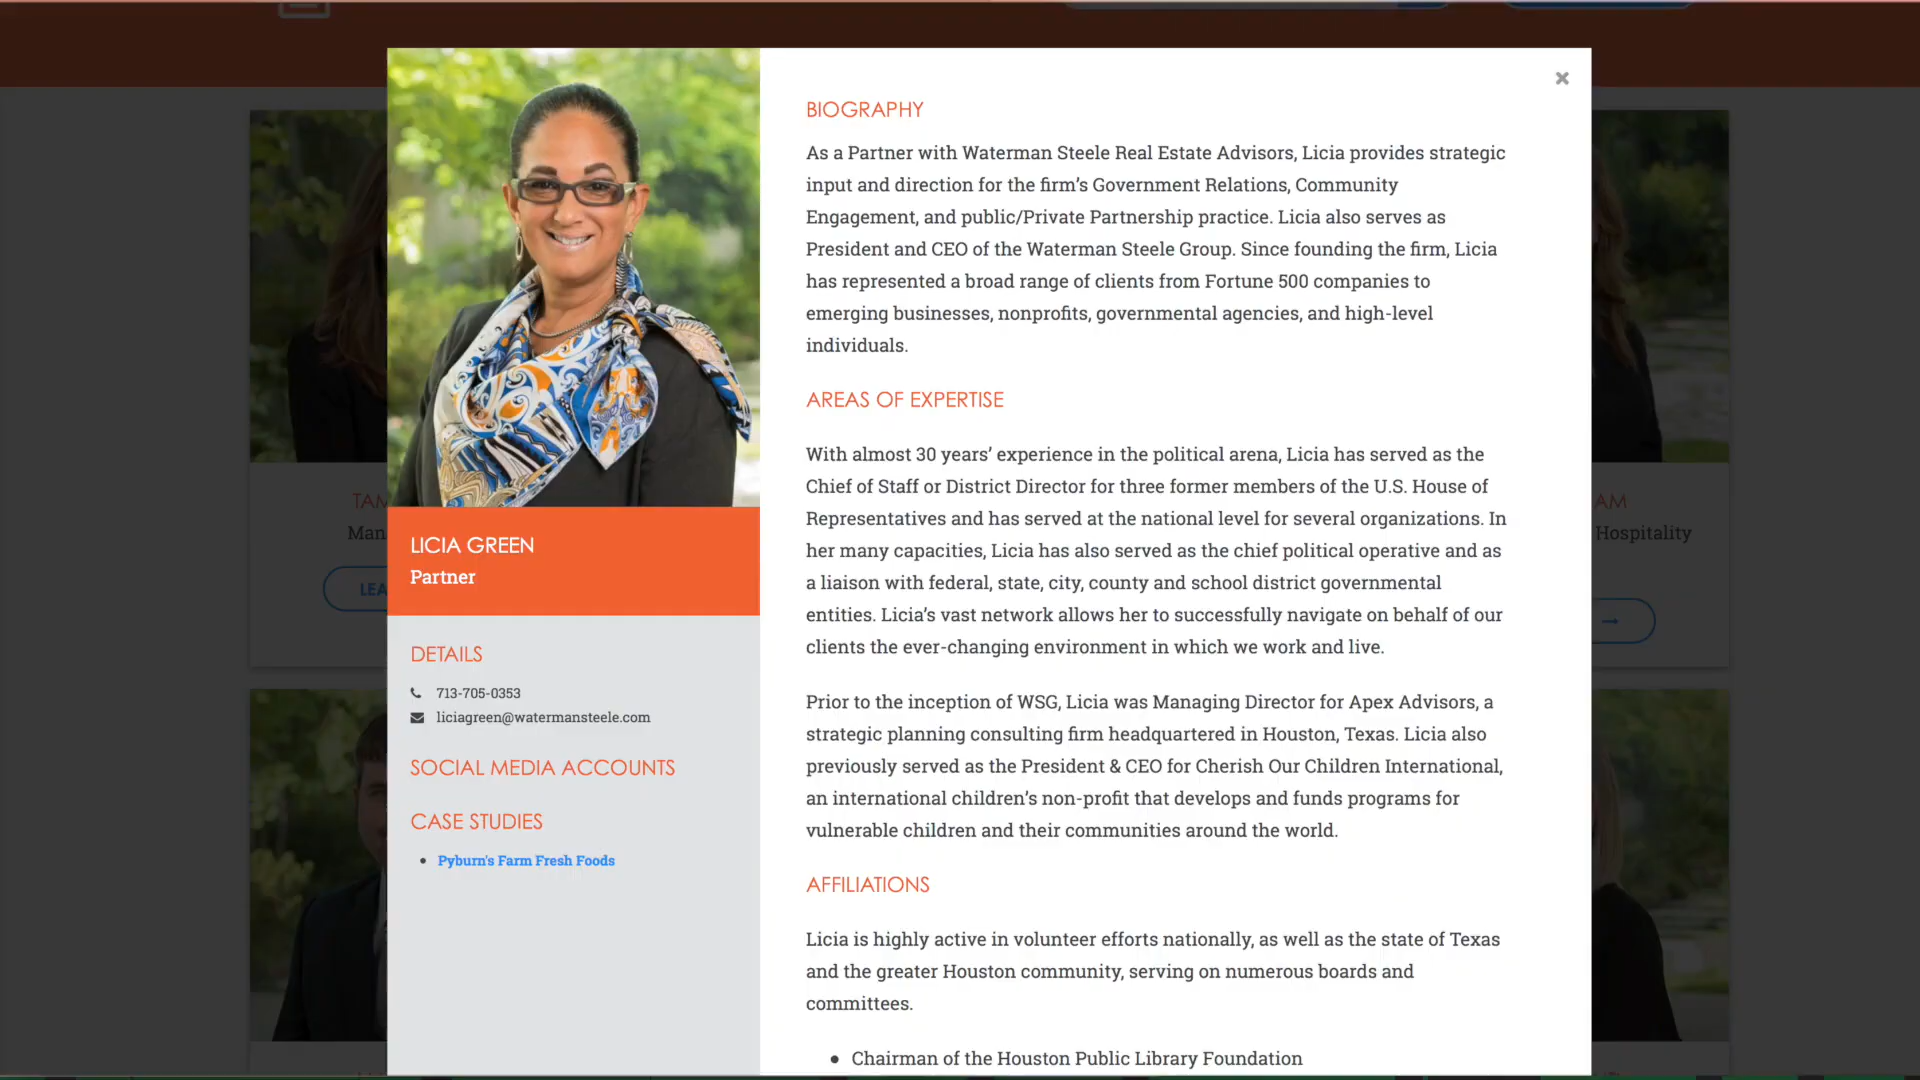 BIOGRAPHY
As a Partner with Waterman Steele Real Estate Advisors, Licia provides strategic
input and direction for the firm's Government Relations, Community
Engagement, and public/Private Partnership practice. Licia also serves as
President and CEO of the Waterman Steele Group. Since founding the firm, Licia
has represented a broad range of clients from Fortune 500 companies to
emerging businesses, nonprofits, governmental agencies, and high-level
individuals.
AREAS OF EXPERTISE
With almost 30 years’ experience in the political arena, Licia has served as the
Chief of Staff or District Director for three former members of the U.S. House of
Representatives and has served at the national level for several organizations. In
her many capacities, Licia has also served as the chief political operative and as
a liaison with federal, state, city, county and school district governmental
entities. Licia’s vast network allows her to successfully navigate on behalf of our
clients the ever-changing environment in which we work and live.
Prior to the inception of WSG, Licia was Managing Director for Apex Advisors, a
strategic planning consulting firm headquartered in Houston, Texas. Licia also
previously served as the President & CEO for Cherish Our Children International,
an international children’s non-profit that develops and funds programs for
vulnerable children and their communities around the world.
AFFILIATIONS
Licia is highly active in volunteer efforts nationally, as well as the state of Texas
and the greater Houston community, serving on numerous boards and
committees.
● Chairman of the Houston Public Library Foundation
LICIA GREEN
Partner
DETAILS
713-705-0353
liciagreen@watermansteele.com
SOCIAL MEDIA ACCOUNTS
CASE STUDIES
• Pyburn's Farm Fresh Foods
TAM
Man
LEA
AM
Hospitality